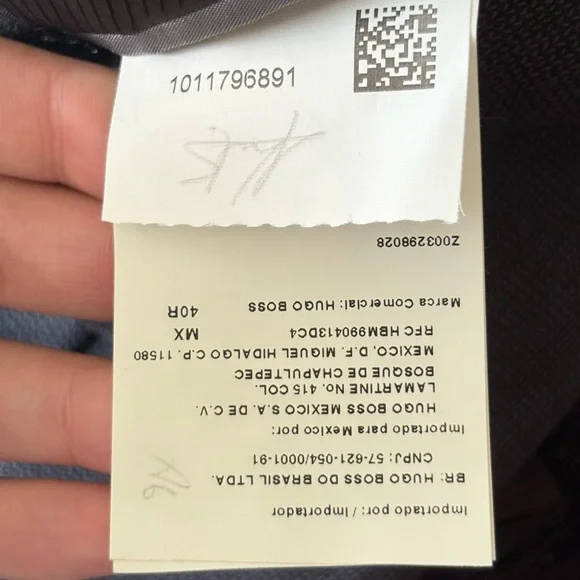 1011796891
Importado por: / Importador
BR: HUGO BOSS DO BRASIL LTDA.
CNPJ: 57-621-054/0001-91
Importado para Mexico por:
HUGO BOSS MEXICO S.A. DE C.V.
LAMARTINE No. 415 COL.
BOSQUE DE CHAPULTEPEC
MEXICO, D.F. MIGUEL HIDALGO C.P. 11580
RFC HBM990413DC4 MX
Marca Comercial: HUGO BOSS 40R
Z003298028